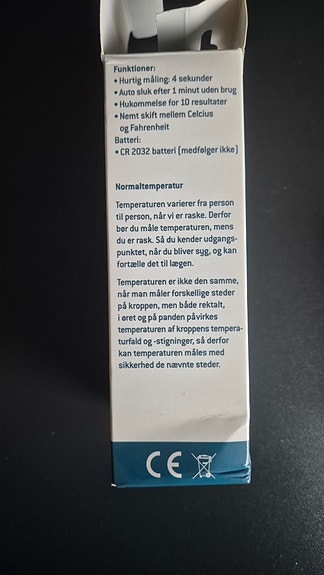 Funktioner:
• Hurtig måling: 4 sekunder
• Auto sluk efter 1 minut uden brug
• Hukommelse for 10 resultater
• Nemt skift mellem Celcius
og Fahrenheit
Batteri:
• CR 2032 batteri (medfølger ikke)
Normaltemperatur
Temperaturen varierer fra person
til person, når vi er raske. Derfor
bør du måle temperaturen, mens
du er rask. Så du kender udgangs-
punktet, når du bliver syg, og kan
fortælle det til lægen.
Temperaturen er ikke den samme,
når man måler forskellige steder
på kroppen, men både rektalt,
i øret og på panden påvirkes
temperaturen af kroppens tempera-
turfald og -stigninger, så derfor
kan temperaturen måles med
sikkerhed de nævnte steder.
CE